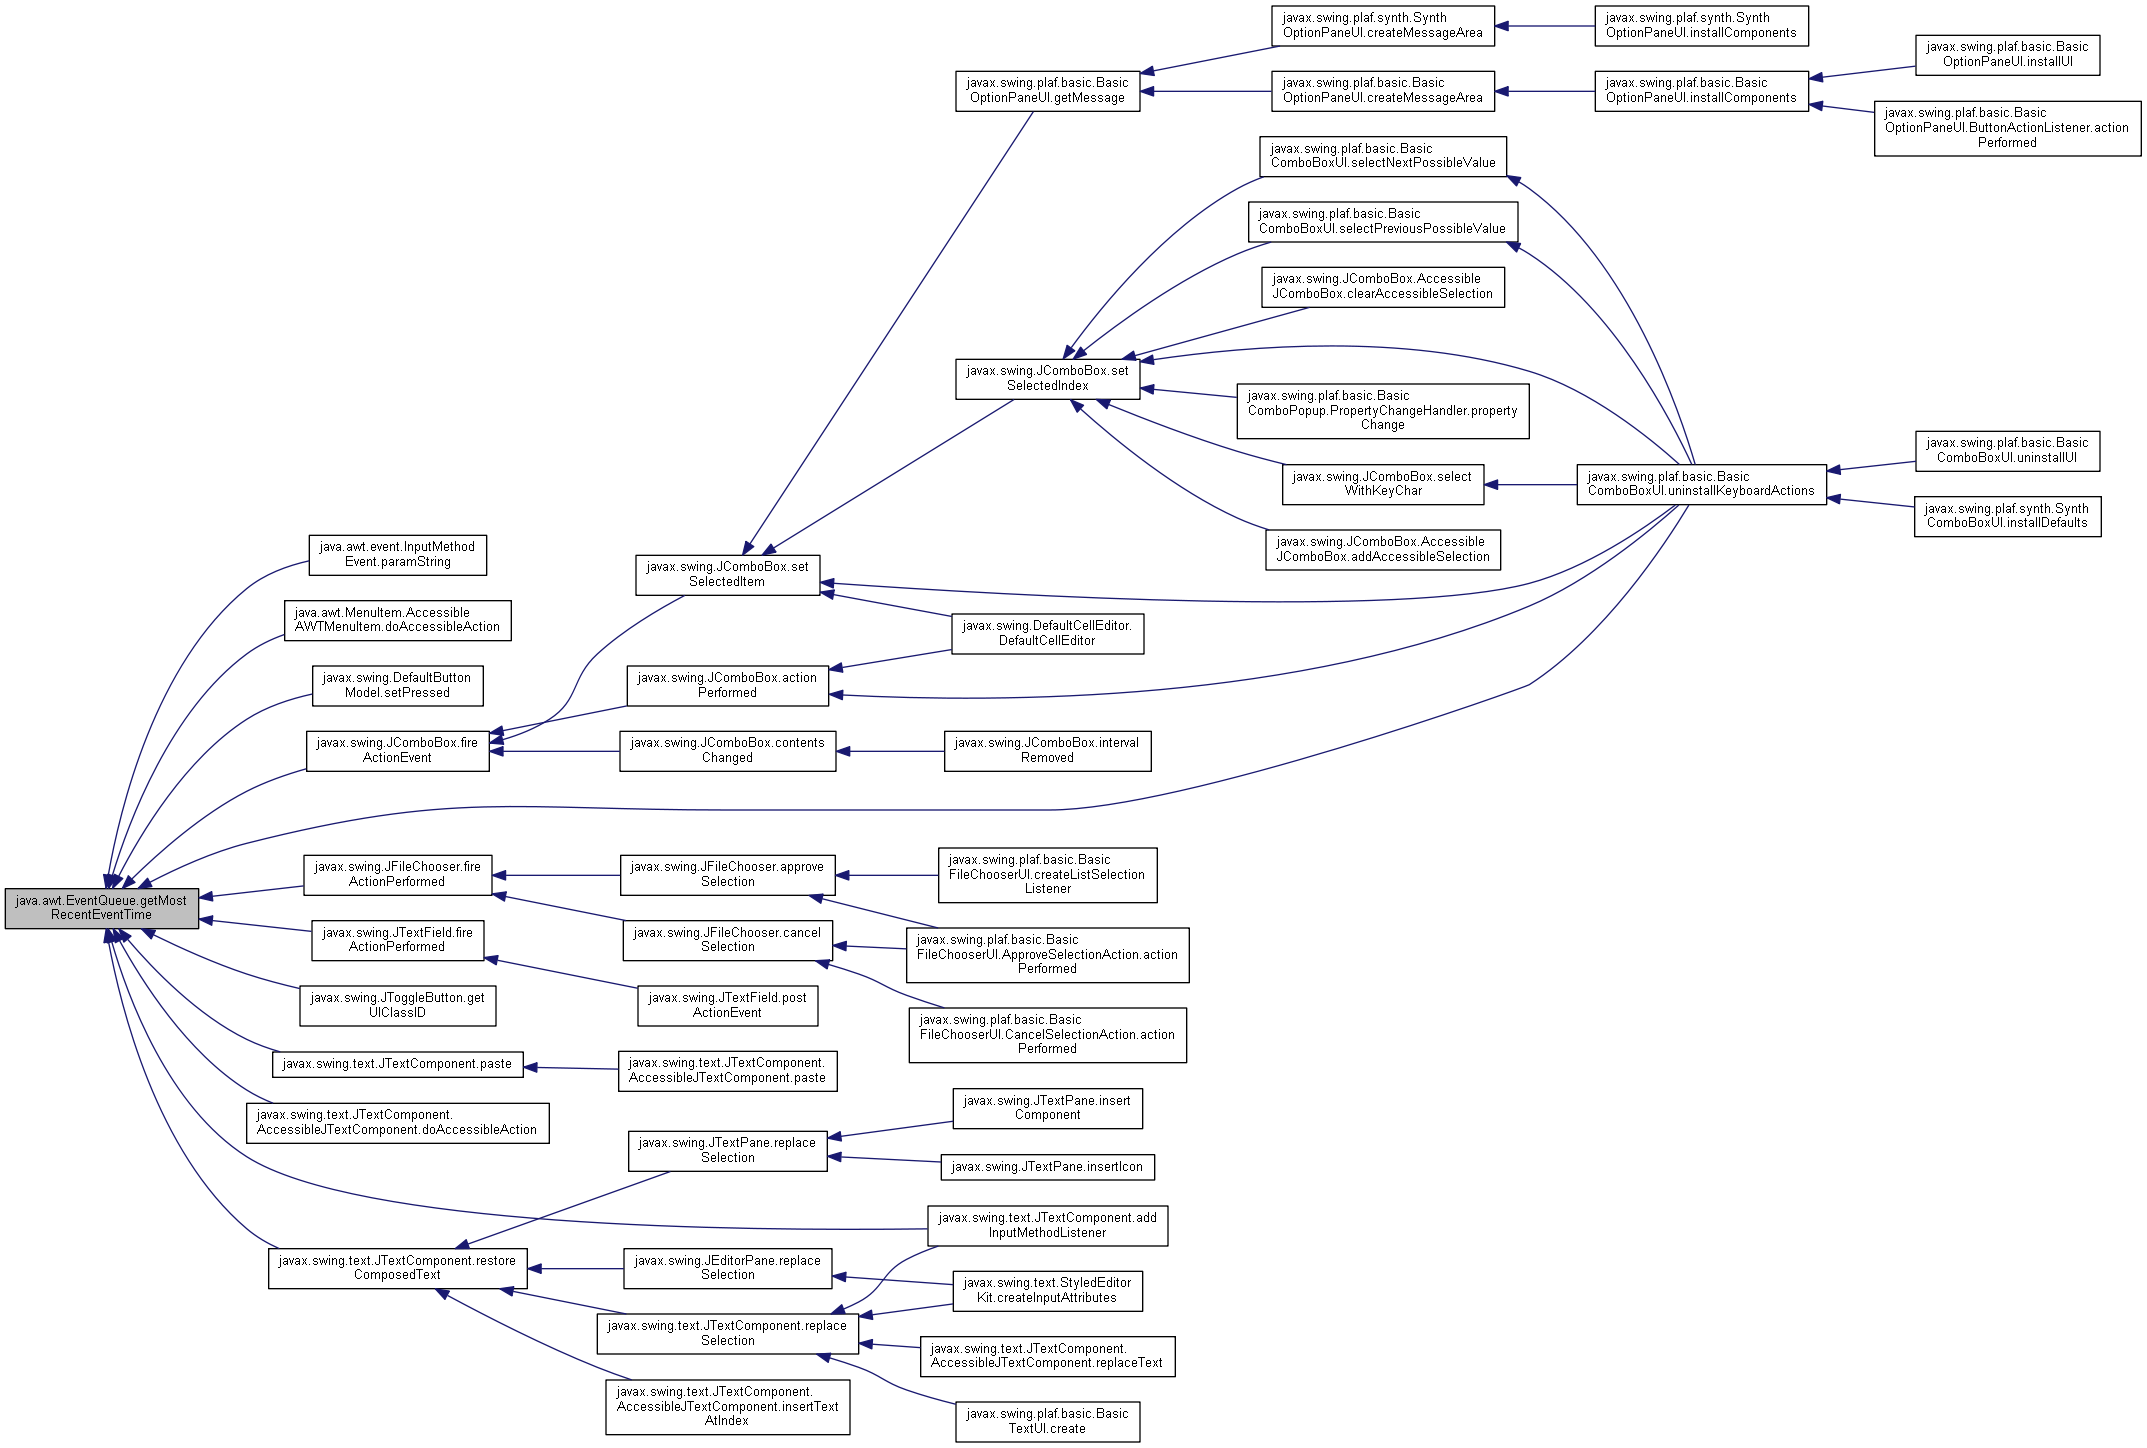 javax.swing.plaf.synth.Synth
OptionPaneUI.createMessageArea
javax.swing.plaf.synth.Synth
OptionPaneUI.installComponents
javax.swing.plaf.basic.Basic
OptionPaneUI.installUI
javax.swing.plaf.basic.Basic
OptionPaneUI.getMessage
javax.swing.plaf.basic.Basic
OptionPaneUI.createMessageArea
javax.swing.plaf.basic.Basic
OptionPaneUI.installComponents
javax.swing.plaf.basic.Basic
OptionPaneUI.ButtonActionListener.action
Performed
javax.swing.plaf.basic.Basic
ComboBoxUI.selectNextPossibleValue
javax.swing.plaf.basic.Basic
ComboBoxUI.selectPreviousPossibleValue
javax.swing.JComboBox.Accessible
JComboBox.clearAccessibleSelection
javax.swing.JComboBox.set
SelectedIndex
javax.swing.plaf.basic.Basic
ComboPopup.PropertyChangeHandler.property
Change
javax.swing.JComboBox.select
WithKeyChar
javax.swing.plaf.basic.Basic
ComboBoxUI.uninstallKeyboardActions
javax.swing.plaf.basic.Basic
ComboBoxUI.uninstallUI
javax.swing.plaf.synth.Synth
ComboBoxUI.installDefaults
javax.swing.JComboBox.Accessible
JComboBox.addAccessibleSelection
java.awt.event.InputMethod
Event.paramString
javax.swing.JComboBox.set
SelectedItem
java.awt.MenuItem.Accessible
AWTMenuItem.doAccessibleAction
javax.swing.DefaultCellEditor.
DefaultCellEditor
javax.swing.DefaultButton
Model.setPressed
javax.swing.JComboBox.action
Performed
javax.swing.JComboBox.fire
ActionEvent
javax.swing.JComboBox.contents
Changed
javax.swing.JComboBox.interval
Removed
java.awt.EventQueue.getMost
RecentEventTime
javax.swing.JFileChooser.fire
ActionPerformed
javax.swing.JFileChooser.approve
Selection
javax.swing.plaf.basic.Basic
FileChooserUI.createListSelection
Listener
javax.swing.JTextField.fire
ActionPerformed
javax.swing.JFileChooser.cancel
Selection
javax.swing.plaf.basic.Basic
FileChooserUI.ApproveSelectionAction.action
Performed
javax.swing.JToggleButton.get
UIClassID
javax.swing.JTextField.post
ActionEvent
javax.swing.plaf.basic.Basic
FileChooserUI.CancelSelectionAction.action
Performed
javax.swing.text.JTextComponent.paste
javax.swing.text.JTextComponent.
AccessibleJTextComponent.paste
javax.swing.text.JTextComponent.
AccessibleJTextComponent.doAccessibleAction
javax.swing.JTextPane.replace
Selection
javax.swing.JTextPane.insert
Component
javax.swing.JTextPane.insertIcon
javax.swing.text.JTextComponent.add
InputMethodListener
javax.swing.text.JTextComponent.restore
ComposedText
javax.swing.JEditorPane.replace
Selection
javax.swing.text.StyledEditor
Kit.createInputAttributes
javax.swing.text.JTextComponent.replace
Selection
javax.swing.text.JTextComponent.
AccessibleJTextComponent.replaceText
javax.swing.text.JTextComponent.
AccessibleJTextComponent.insertText
AtIndex
javax.swing.plaf.basic.Basic
TextUI.create